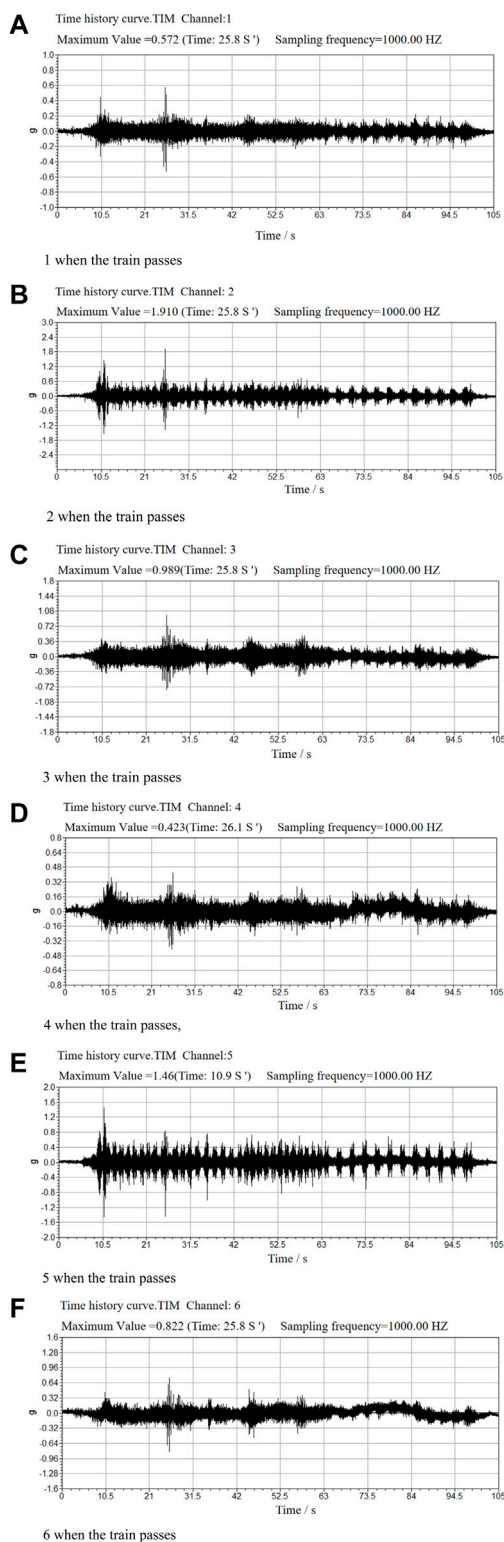 A
Time history curve.TIM Channel:1
Maximum Value =0.572 (Time: 25.8 S ') Sampling frequency=1000.00 HZ
1.0
0.8
0.6
0.4
0.2
0.0
-0.2
-0.4
-0.6
-0.8
-1.0
g
0 10.5 21 31.5 42 52.5 63 73.5 84 94.5 105
Time / s
1 when the train passes
B
Time history curve.TIM Channel: 2
Maximum Value =1.910 (Time: 25.8 S ') Sampling frequency=1000.00 HZ
3.0
2.4
1.8
1.2
0.6
0.0
-0.6
-1.2
-1.8
-2.4
g
0 10.5 21 31.5 42 52.5 63 73.5 84 94.5 105
Time / s
2 when the train passes
C
Time history curve.TIM Channel: 3
Maximum Value =0.989(Time: 25.8 S ') Sampling frequency=1000.00 HZ
1.8
1.44
1.08
0.72
0.36
0.0
-0.36
-0.72
-1.08
-1.44
-1.8
g
0 10.5 21 31.5 42 52.5 63 73.5 84 94.5 105
Time / s
3 when the train passes
D
Time history curve.TIM Channel: 4
Maximum Value =0.423(Time: 26.1 S ') Sampling frequency=1000.00 HZ
0.8
0.64
0.48
0.32
0.16
0.0
-0.16
-0.32
-0.48
-0.64
-0.8
g
0 10.5 21 31.5 42 52.5 63 73.5 84 94.5 105
Time / s
4 when the train passes,
E
Time history curve.TIM Channel:5
Maximum Value =1.46(Time: 10.9 S ') Sampling frequency=1000.00 HZ
2.0
1.6
1.2
0.8
0.4
0.0
-0.4
-0.8
-1.2
-1.6
-2.0
g
0 10.5 21 31.5 42 52.5 63 73.5 84 94.5 105
Time / s
5 when the train passes
F
Time history curve.TIM Channel: 6
Maximum Value =0.822 (Time: 25.8 S ') Sampling frequency=1000.00 HZ
1.6
1.28
0.96
0.64
0.32
0.0
-0.32
-0.64
-0.96
-1.28
-1.6
g
0 10.5 21 31.5 42 52.5 63 73.5 84 94.5 105
Time / s
6 when the train passes